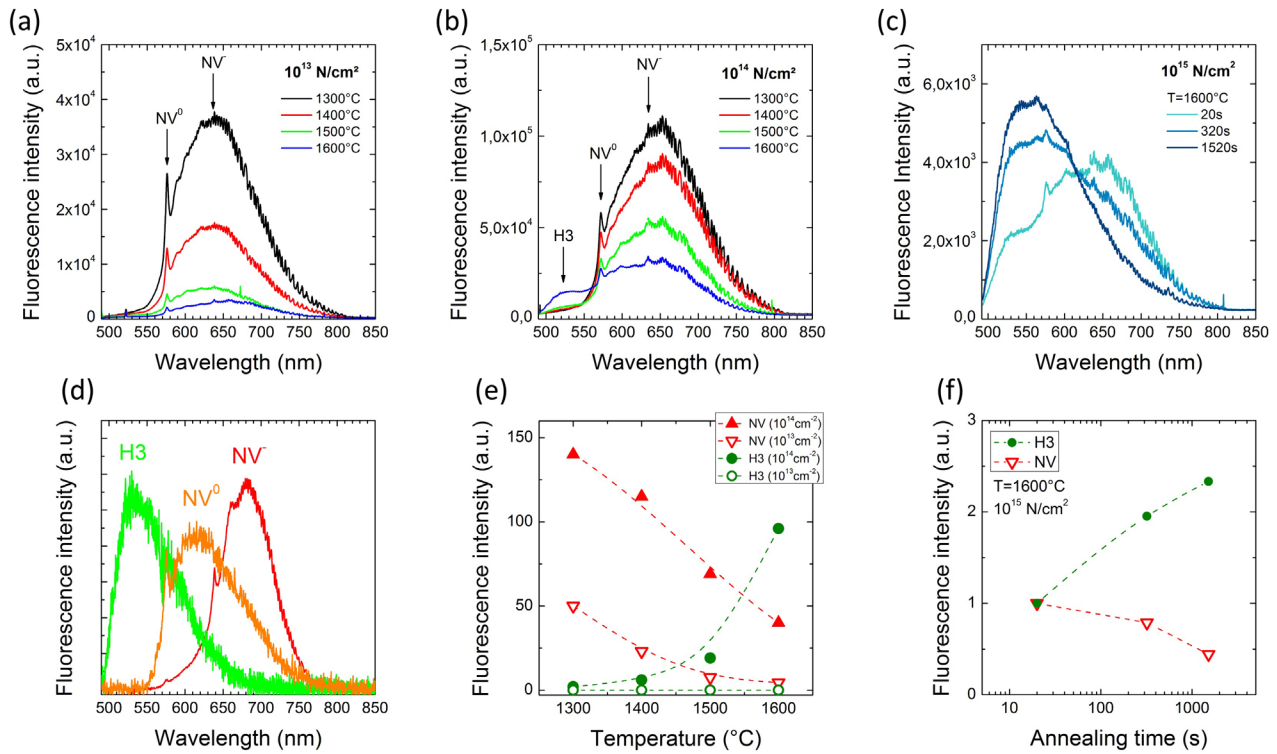 (a)
Fluorescence intensity (a.u.)
5x10⁴
4x10⁴
3x10⁴
2x10⁴
1x10⁴
0
500 550 600 650 700 750 800 850
Wavelength (nm)
NV⁰
NV⁻
10¹³ N/cm²
1300°C
1400°C
1500°C
1600°C
(b)
Fluorescence intensity (a.u.)
1,5x10⁵
1,0x10⁵
5,0x10⁴
0,0
500 550 600 650 700 750 800 850
Wavelength (nm)
H3
NV⁰
NV⁻
10¹⁴ N/cm²
1300°C
1400°C
1500°C
1600°C
(c)
Fluorescence Intensity (a.u.)
6,0x10³
4,0x10³
2,0x10³
0,0
500 550 600 650 700 750 800 850
Wavelength (nm)
10¹⁵ N/cm²
T=1600°C
20s
320s
1520s
(d)
Fluorescence intensity (a.u.)
H3
NV⁰
NV⁻
500 550 600 650 700 750 800 850
Wavelength (nm)
(e)
Fluorescence intensity (a.u.)
150
100
50
0
1300 1400 1500 1600
Temperature (°C)
NV (10¹⁴cm⁻²)
NV (10¹³cm⁻²)
H3 (10¹⁴cm⁻²)
H3 (10¹³cm⁻²)
(f)
Fluorescence intensity (a.u.)
3
2
1
0
10 100 1000
Annealing time (s)
H3
NV
T=1600°C
10¹⁵ N/cm²